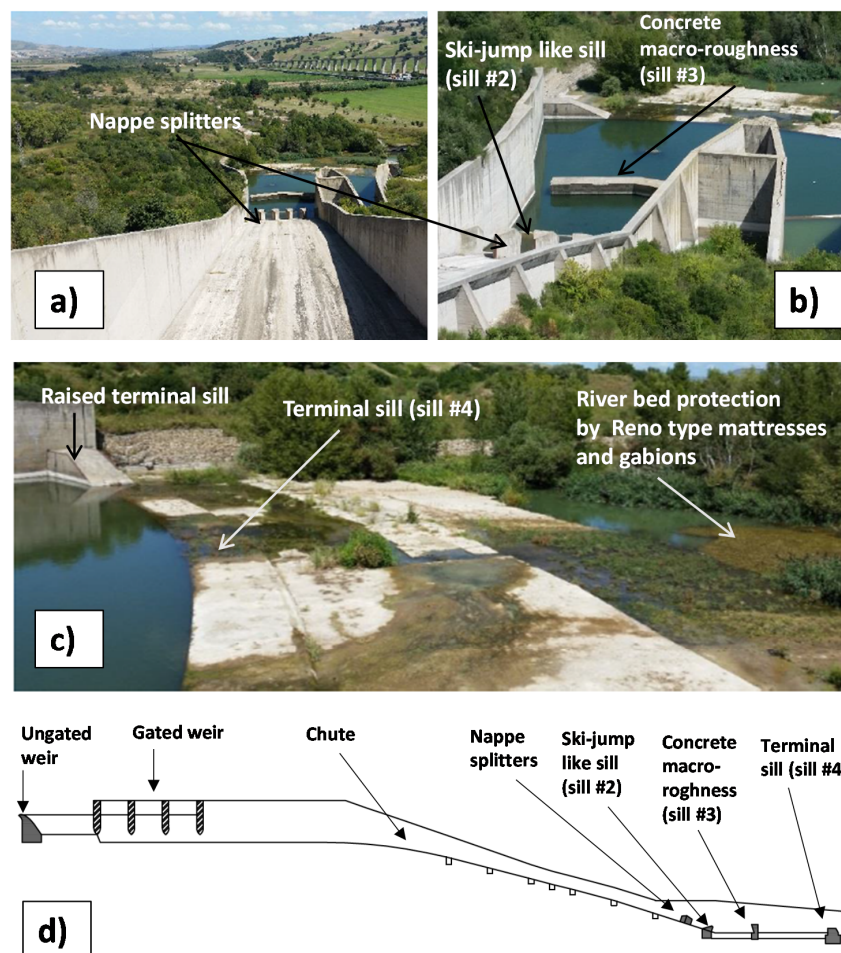 Nappe splitters
a)
Ski-jump like sill
(sill #2)
Concrete
macro-roughness
(sill #3)
b)
Raised terminal sill
Terminal sill (sill #4)
River bed protection
by Reno type mattresses
and gabions
c)
Ungated
weir
Gated weir
Chute
Nappe
splitters
Ski-jump
like sill
(sill #2)
Concrete
macro-
roghness
(sill #3)
Terminal
sill (sill #4
d)